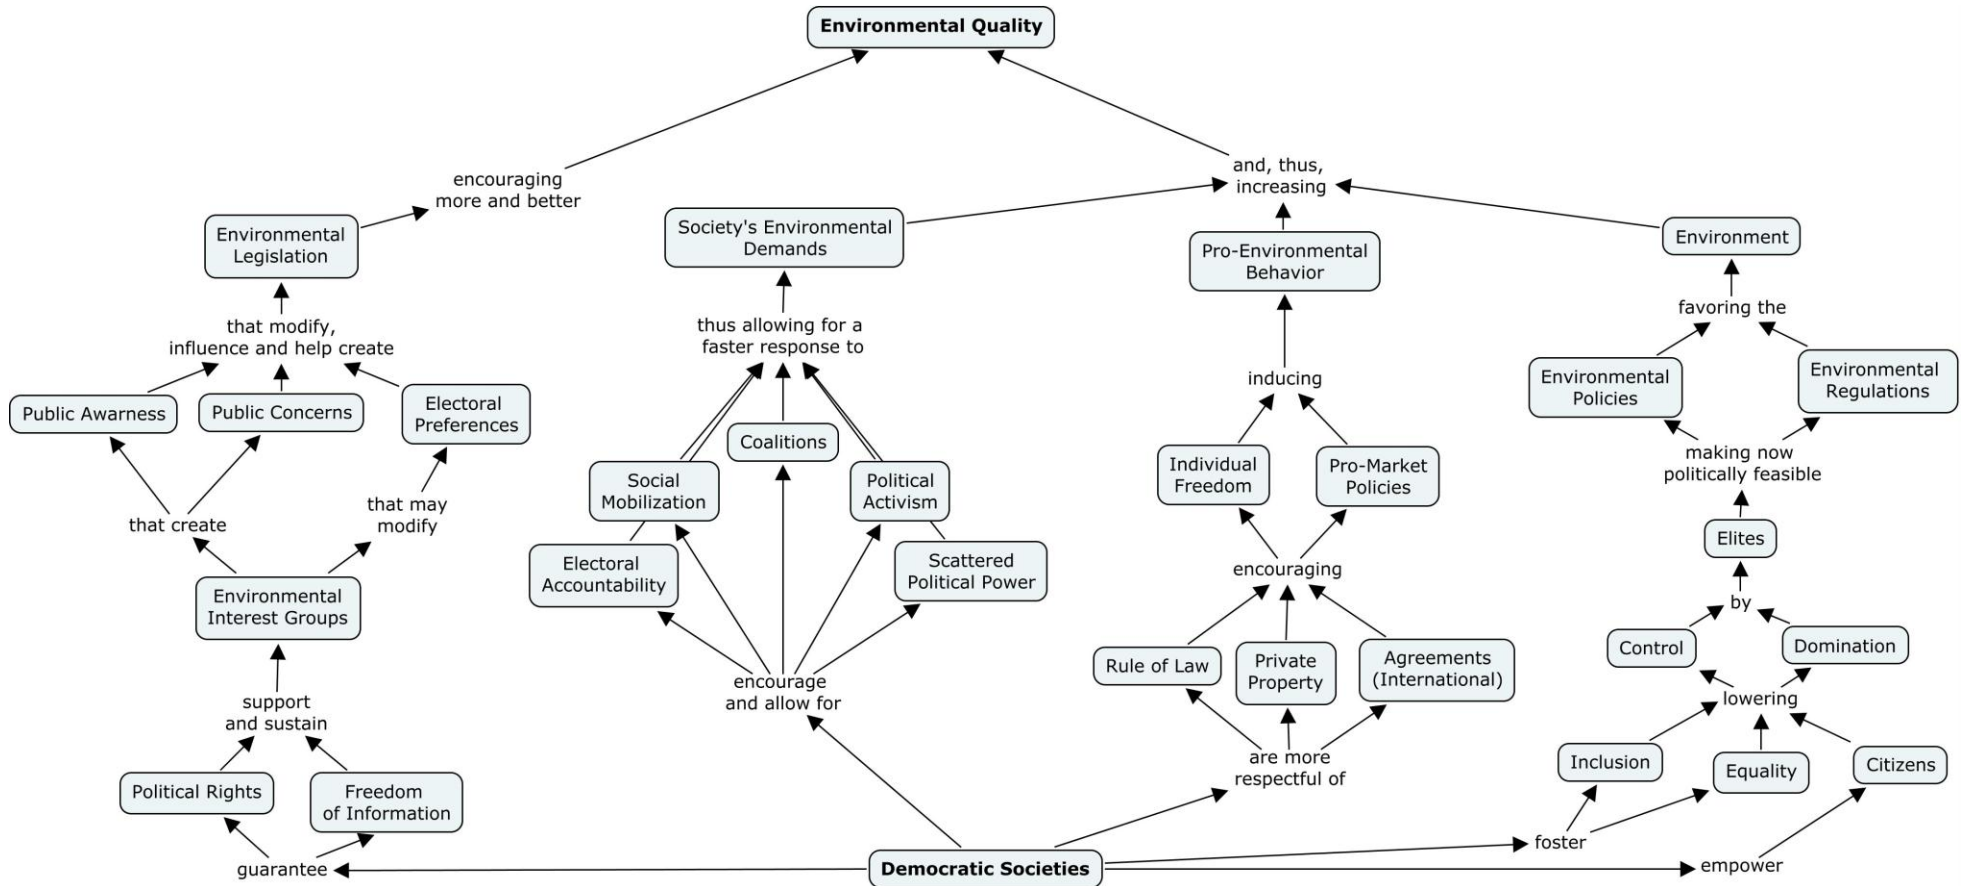 Environmental Quality
and, thus,
increasing
encouraging
more and better
Environmental
Legislation
Society's Environmental
Demands
Pro-Environmental
Behavior
Environment
that modify,
influence and help create
thus allowing for a
faster response to
favoring the
inducing
Public Awarness
Public Concerns
Electoral
Preferences
Environmental
Policies
Environmental
Regulations
Coalitions
Social
Mobilization
Political
Activism
Individual
Freedom
Pro-Market
Policies
making now
politically feasible
that create
that may
modify
Elites
Electoral
Accountability
Scattered
Political Power
encouraging
Environmental
Interest Groups
by
Control
Domination
Rule of Law
Private
Property
Agreements
(International)
encourage
and allow for
support
and sustain
lowering
are more
respectful of
Inclusion
Equality
Citizens
Political Rights
Freedom
of Information
foster
guarantee
Democratic Societies
empower